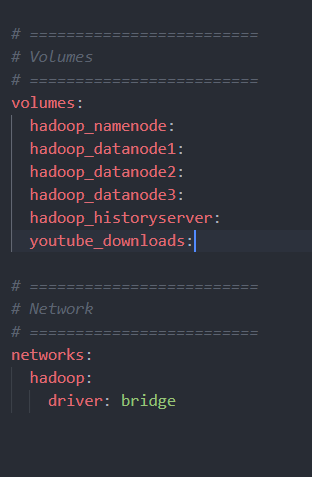 # =========================
# Volumes
# =========================
volumes:
  hadoop_namenode:
  hadoop_datanode1:
  hadoop_datanode2:
  hadoop_datanode3:
  hadoop_historyserver:
  youtube_downloads:
# =========================
# Network
# =========================
networks:
  hadoop:
    driver: bridge